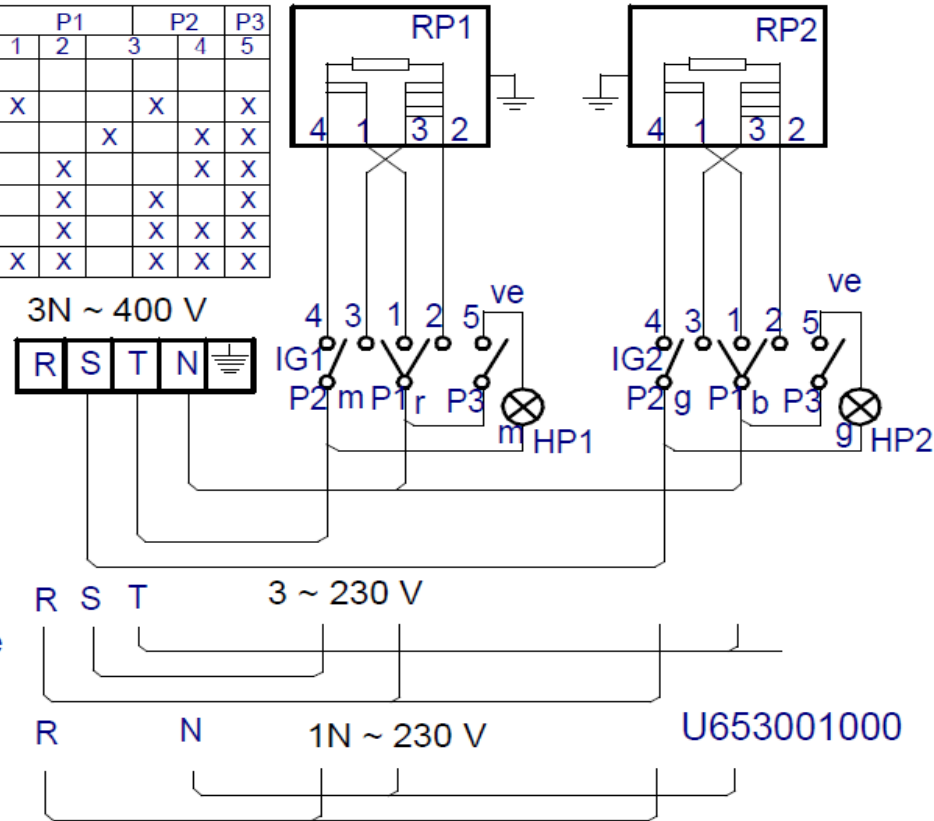 P1 P2 P3
1 2 3 4 5
X X X
X X X
X X X
X X X
X X X X
X X X X X
RP1
4 1 3 2
RP2
4 1 3 2
3N ~ 400 V
R S T N
4 3 1 2 5 ve
IG1
P2 m P1 r P3
m HP1
4 3 1 2 5 ve
IG2
P2 g P1 b P3
g HP2
R S T 3 ~ 230 V
R N 1N ~ 230 V
U653001000